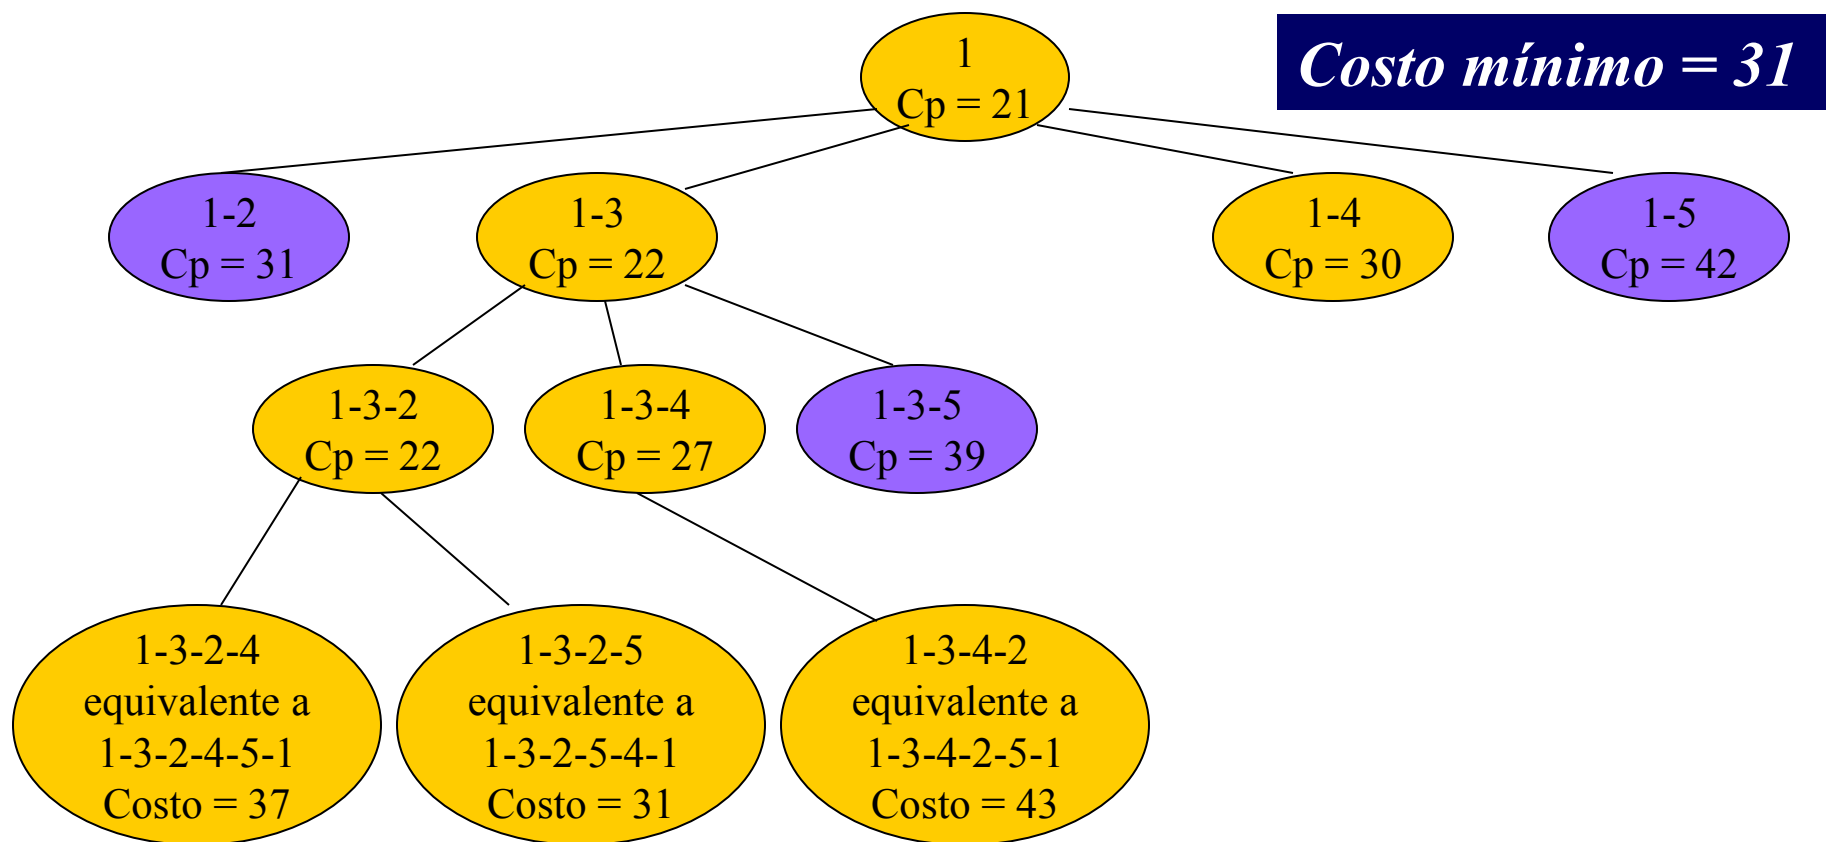 1
Cp = 21
Costo mínimo = 31
1-2
Cp = 31
1-3
Cp = 22
1-4
Cp = 30
1-5
Cp = 42
1-3-2
Cp = 22
1-3-4
Cp = 27
1-3-5
Cp = 39
1-3-2-4
equivalente a
1-3-2-4-5-1
Costo = 37
1-3-2-5
equivalente a
1-3-2-5-4-1
Costo = 31
1-3-4-2
equivalente a
1-3-4-2-5-1
Costo = 43